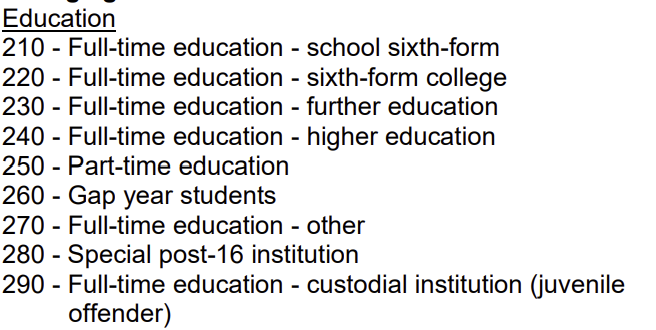 Education
210 - Full-time education - school sixth-form
220 - Full-time education - sixth-form college
230 - Full-time education - further education
240 - Full-time education - higher education
250 - Part-time education
260 - Gap year students
270 - Full-time education - other
280 - Special post-16 institution
290 - Full-time education - custodial institution (juvenile
offender)